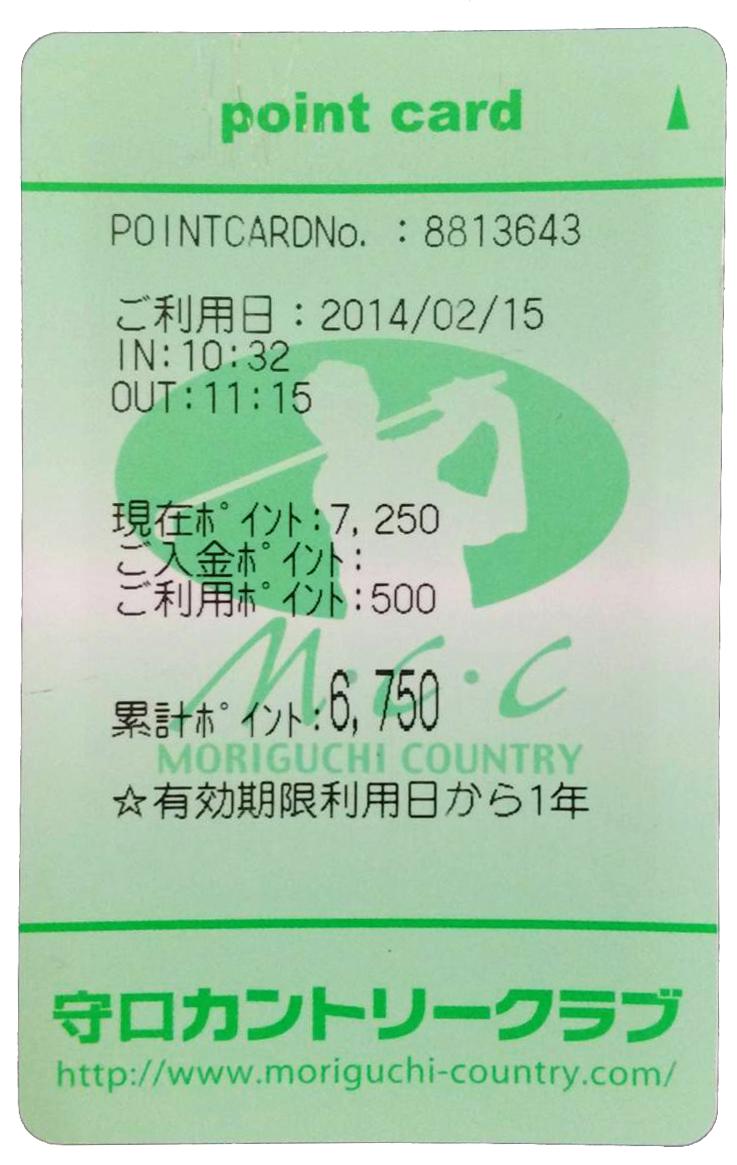 point card
POINTCARDNo. : 8813643
ご利用日:2014/02/15
IN:10:32
OUT:11:15
現在ポイント:7,250
ご入金ポイント:
ご利用ポイント:500
M・C・C
累計ポイント:6,750
MORIGUCHI COUNTRY
☆有効期限利用日から1年
守口カントリークラブ
http://www.moriguchi-country.com/